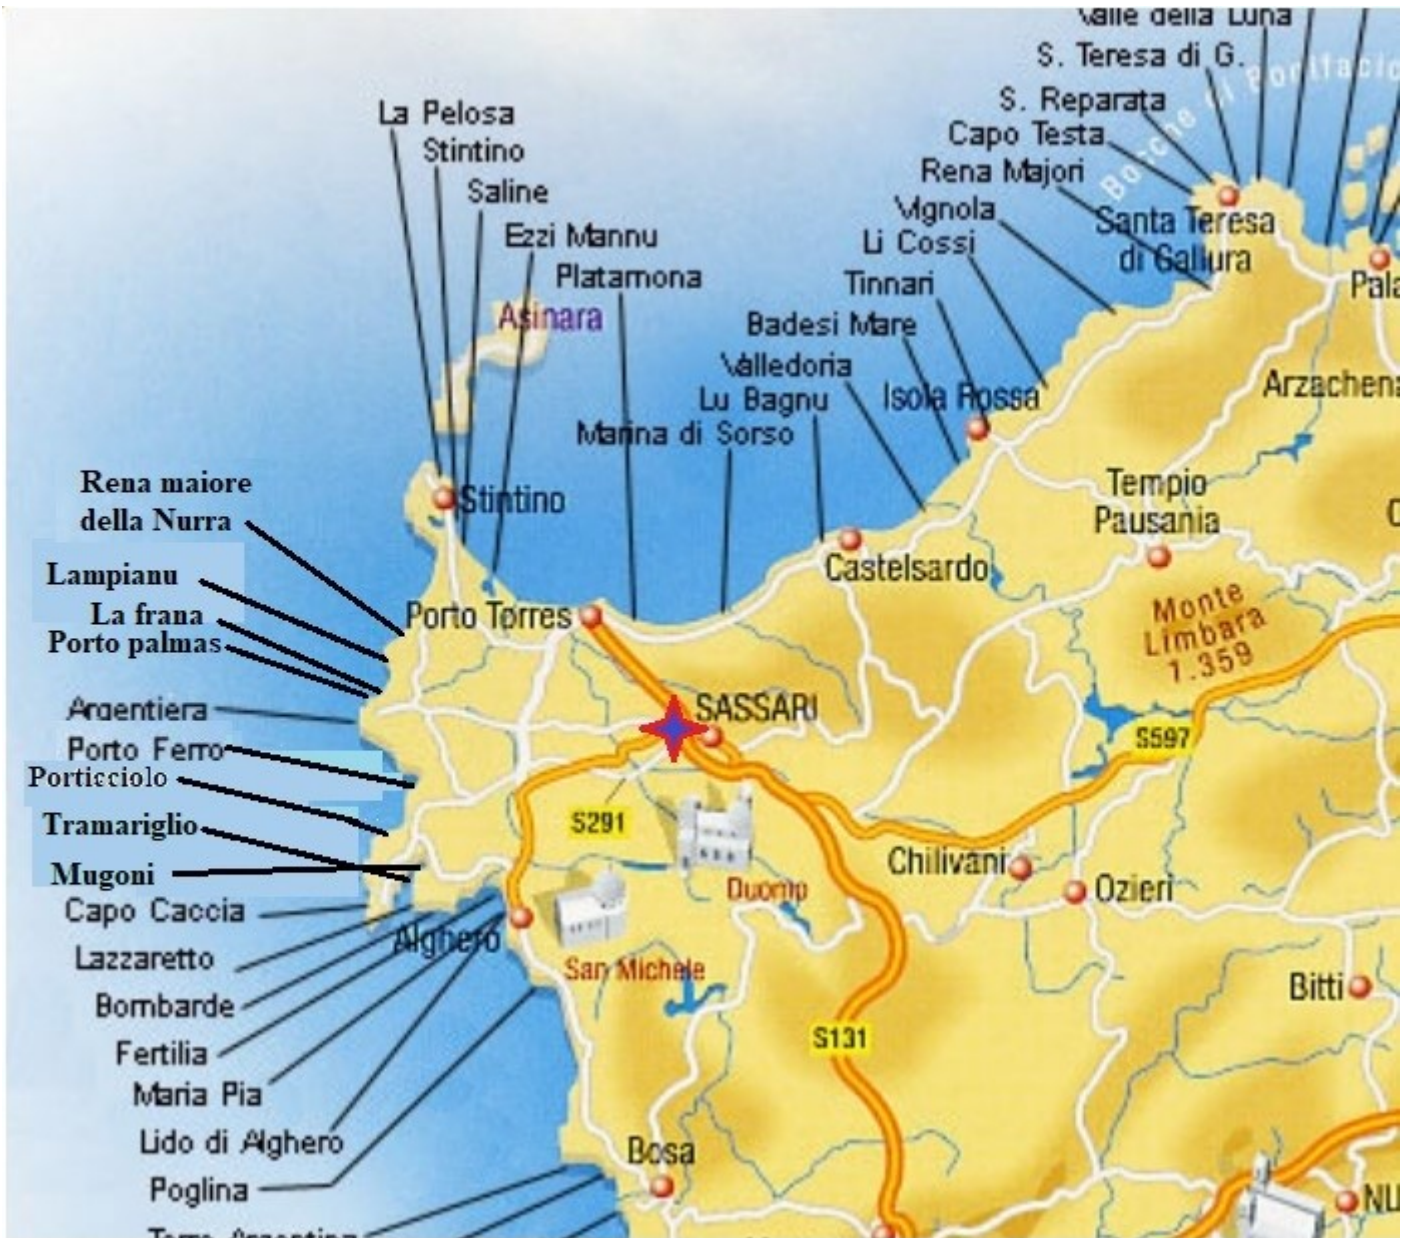 Valle della Luna
S. Teresa di G.
Bocche di Bonifacio
S. Reparata
La Pelosa
Capo Testa
Stintino
Rena Majori
Saline
Vignola
Santa Teresa
di Gallura
Ezzi Mannu
Li Cossi
Platamona
Tinnari
Asinara
Badesi Mare
Valledoria
Isola Rossa
Arzachena
Lu Bagnu
Marina di Sorso
Rena maiore
della Nurra
Stintino
Tempio
Pausania
Lampianu
Castelsardo
La frana
Porto Torres
Monte
Limbara
1.359
Porto palmas
Argentiera
SASSARI
Porto Ferro
S597
Porticciolo
Tramariglio
S291
Mugoni
Chilivani
Duomo
Ozieri
Capo Caccia
Alghero
Lazzaretto
San Michele
Bitti
Bombarde
S131
Fertilia
Maria Pia
Lido di Alghero
Bosa
Poglina